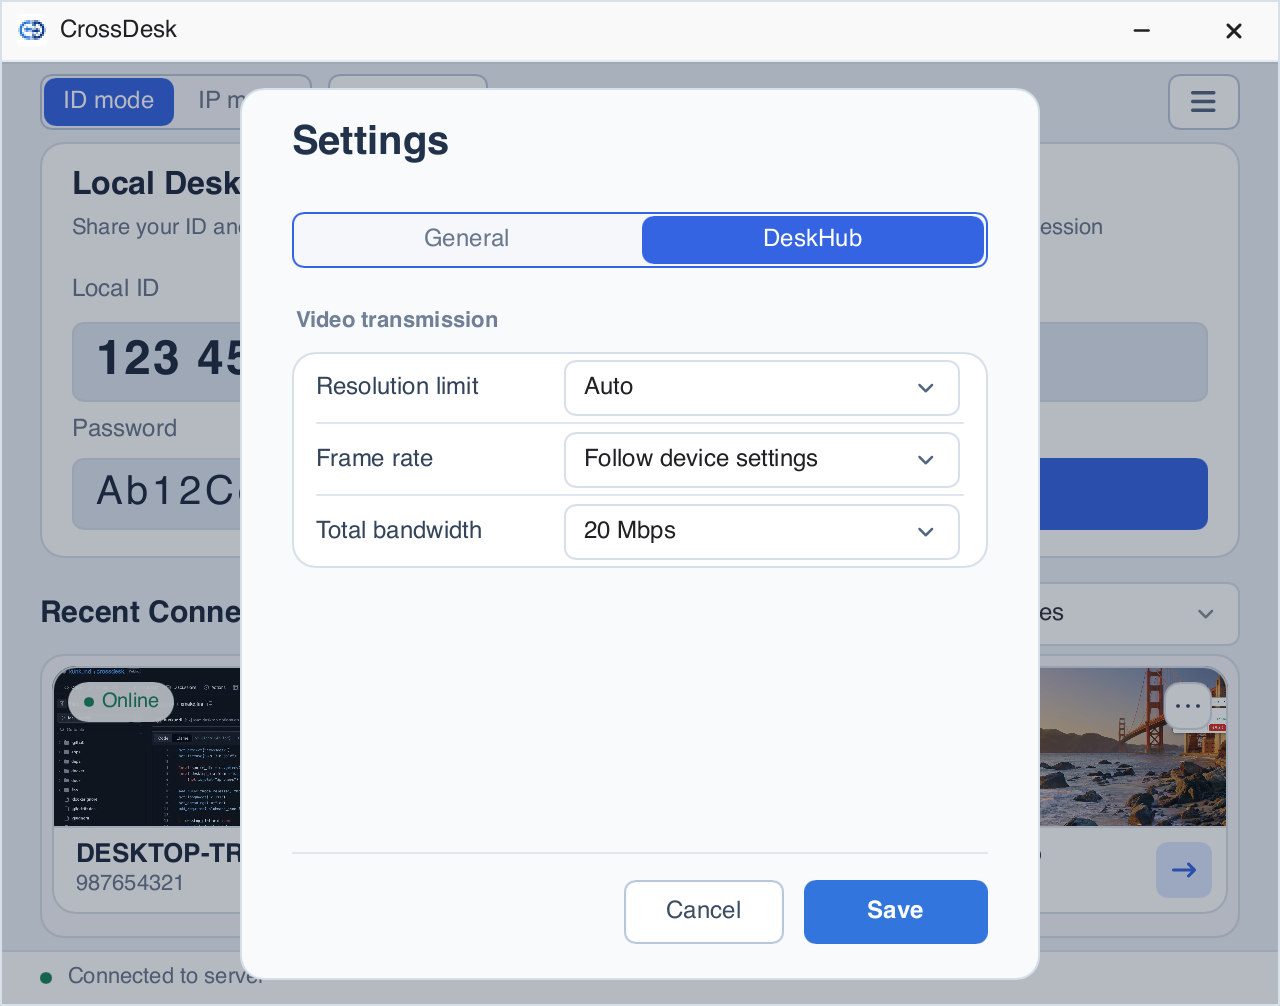 CrossDesk
ID mode
IP m
Settings
General
DeskHub
Local Desk
Share your ID an
ession
Local ID
123 45
Password
Ab12C
Video transmission
Resolution limit
Auto
Frame rate
Follow device settings
Total bandwidth
20 Mbps
Recent Conne
es
Online
DESKTOP-TR
987654321
Cancel
Save
Connected to server